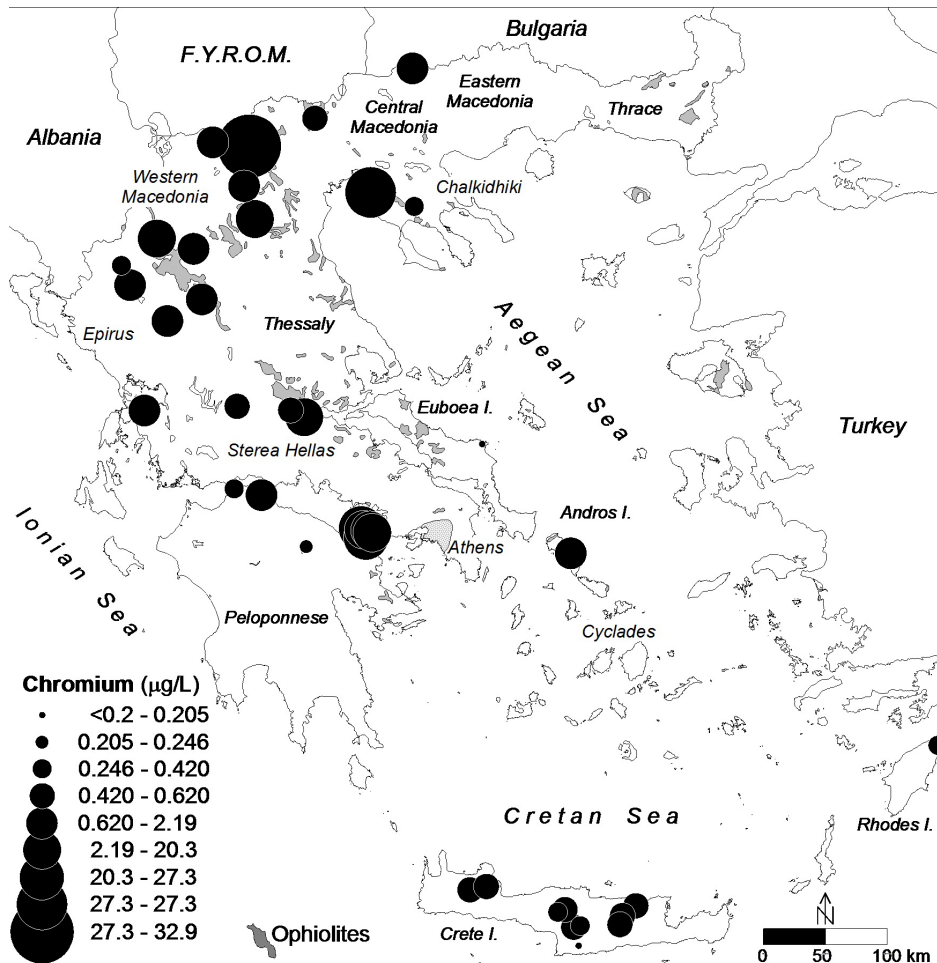 Bulgaria
F.Y.R.O.M.
Eastern
Macedonia
Central
Macedonia
Thrace
Albania
Western
Macedonia
Chalkidhiki
Aegean Sea
Thessaly
Epirus
Euboea I.
Turkey
Sterea Hellas
Andros I.
Athens
Ionian Sea
Peloponnese
Cyclades
Chromium (µg/L)
<0.2 - 0.205
0.205 - 0.246
0.246 - 0.420
0.420 - 0.620
0.620 - 2.19
2.19 - 20.3
20.3 - 27.3
27.3 - 27.3
27.3 - 32.9
Cretan Sea
Rhodes I.
Crete I.
Ophiolites
N
0 50 100 km